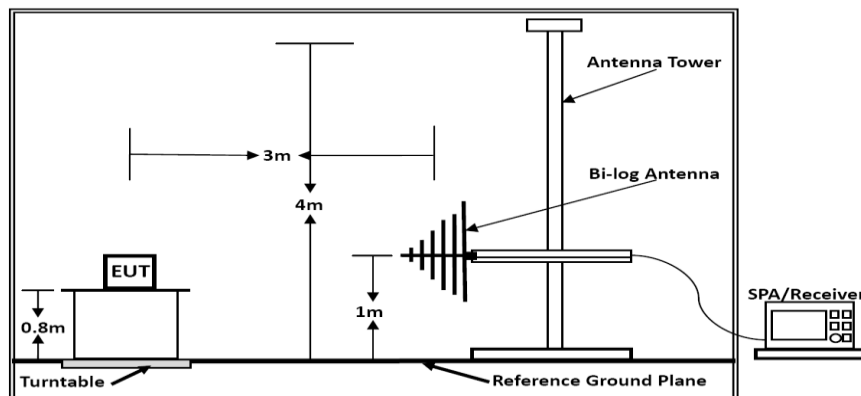 Antenna Tower
3m
Bi-log Antenna
4m
EUT
1m
SPA/Receiver
0.8m
Turntable
Reference Ground Plane